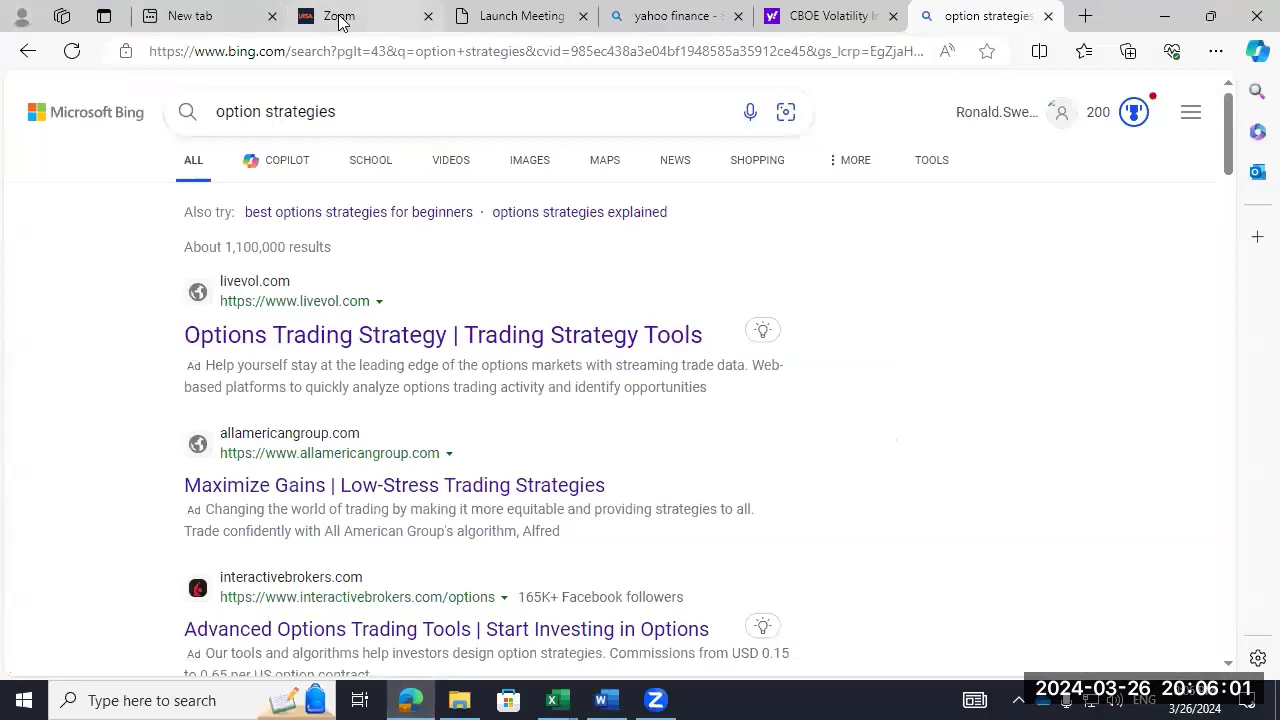 New tab
Zoom
Launch Meeting
yahoo finance -
CBOE Volatility In
option strategies
https://www.bing.com/search?pglt=43&q=option+strategies&cvid=985ec438a3e04bf1948585a35912ce45&gs_lcrp=EgZjaH...
Microsoft Bing
option strategies
Ronald.Swe...
200
ALL
COPILOT
SCHOOL
VIDEOS
IMAGES
MAPS
NEWS
SHOPPING
MORE
TOOLS
Also try: best options strategies for beginners · options strategies explained
About 1,100,000 results
livevol.com
https://www.livevol.com
Options Trading Strategy | Trading Strategy Tools
Ad Help yourself stay at the leading edge of the options markets with streaming trade data. Web-
based platforms to quickly analyze options trading activity and identify opportunities
allamericangroup.com
https://www.allamericangroup.com
Maximize Gains | Low-Stress Trading Strategies
Ad Changing the world of trading by making it more equitable and providing strategies to all.
Trade confidently with All American Group's algorithm, Alfred
interactivebrokers.com
https://www.interactivebrokers.com/options 165K+ Facebook followers
Advanced Options Trading Tools | Start Investing in Options
Ad Our tools and algorithms help investors design option strategies. Commissions from USD 0.15
to 0.65 per US option contract
Type here to search
ENG
2024-03-26 20:06:01
3/26/2024